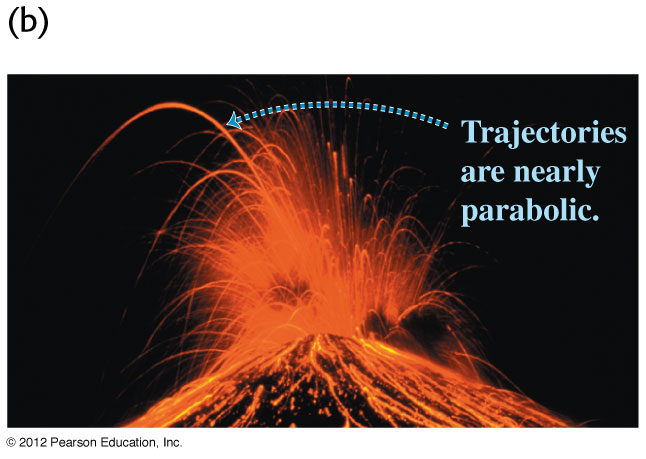 (b)
Trajectories
are nearly
parabolic.
© 2012 Pearson Education, Inc.